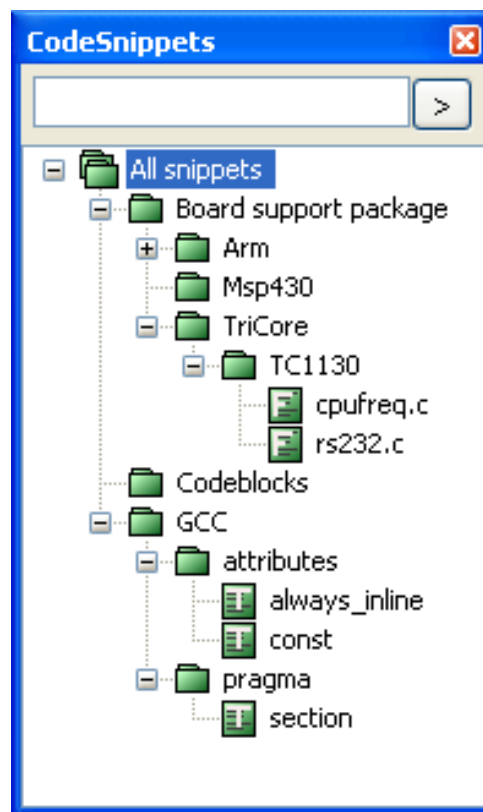 CodeSnippets
>
All snippets
Board support package
Arm
Msp430
TriCore
TC1130
cpufreq.c
rs232.c
Codeblocks
GCC
attributes
always_inline
const
pragma
section